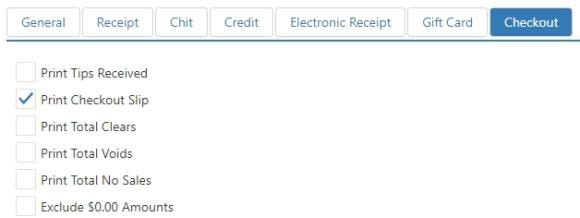 General Receipt Chit Credit Electronic Receipt Gift Card Checkout
Print Tips Received
Print Checkout Slip
Print Total Clears
Print Total Voids
Print Total No Sales
Exclude $0.00 Amounts